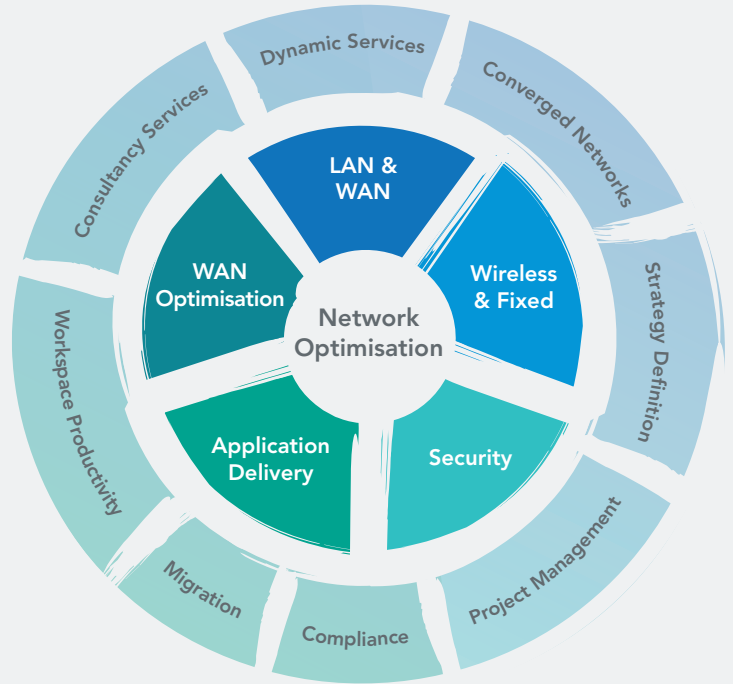 Dynamic Services
Converged Networks
Strategy Definition
Project Management
Compliance
Migration
Workspace Productivity
Consultancy Services
LAN &
WAN
Wireless
& Fixed
Security
Application
Delivery
WAN
Optimisation
Network
Optimisation